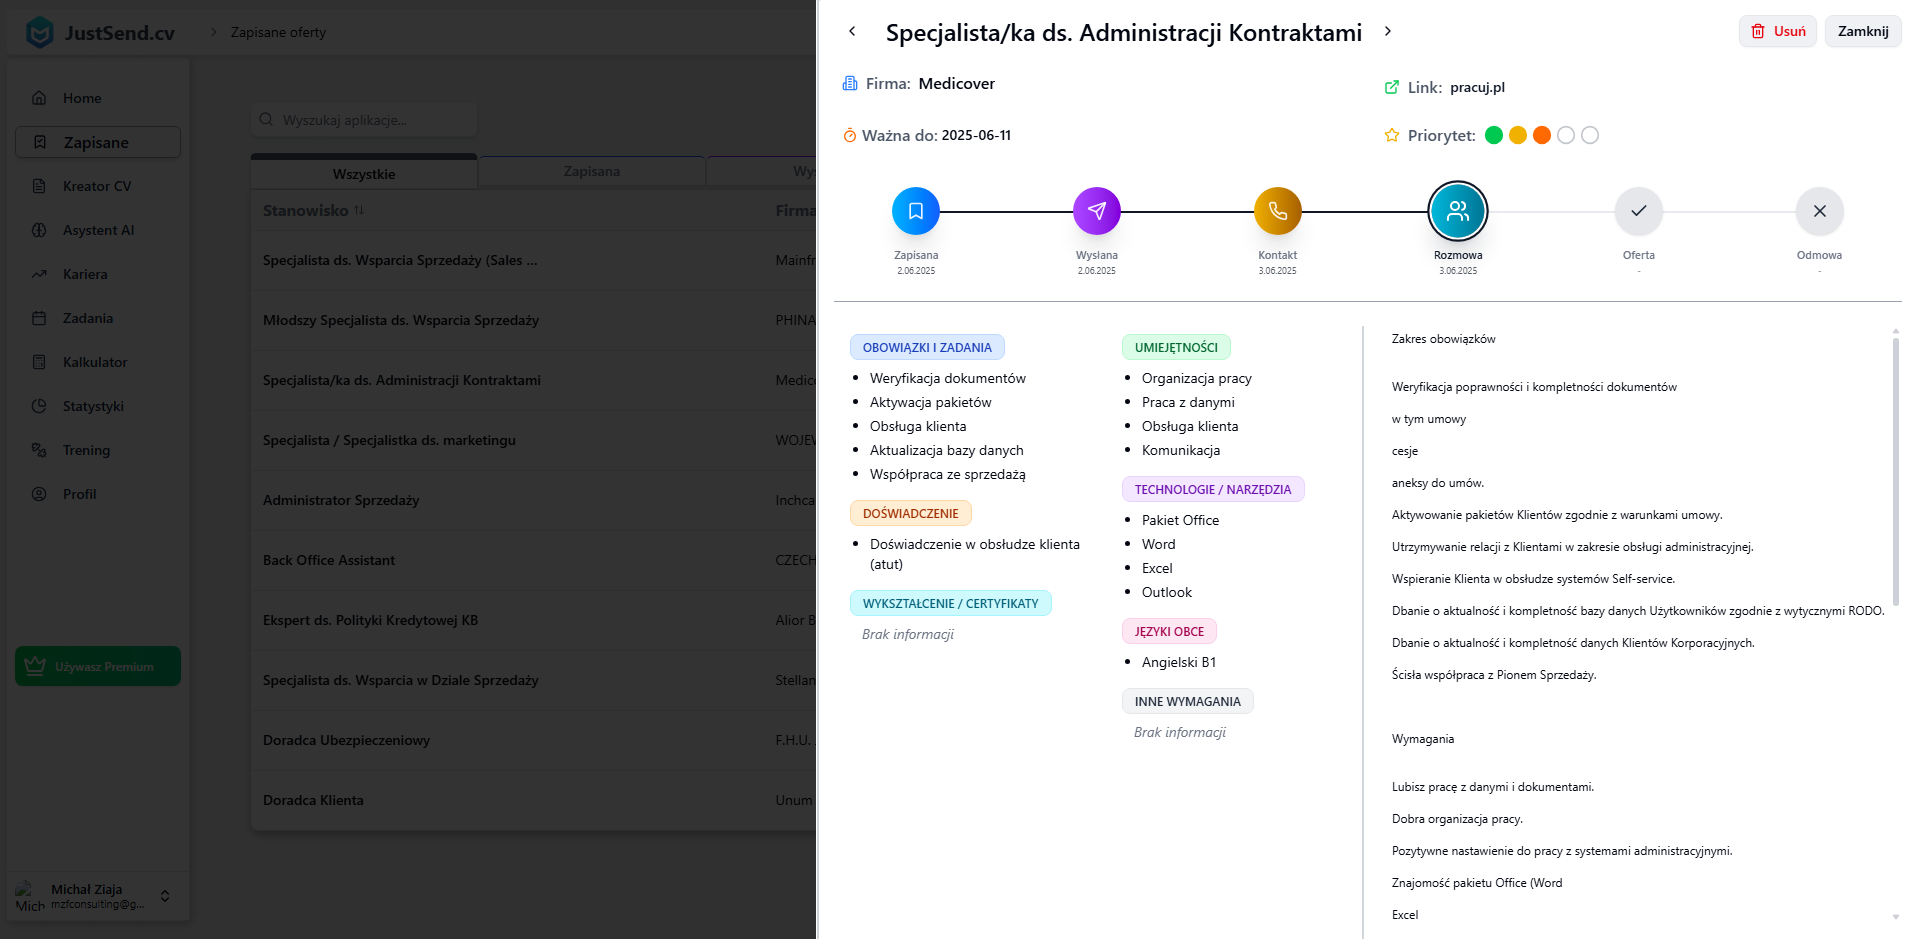 JustSend.cv
Zapisane oferty
Home
Zapisane
Kreator CV
Asystent AI
Kariera
Zadania
Kalkulator
Statystyki
Trening
Profil
Używasz Premium
Mich
Michał Ziaja
mzfconsulting@g...
Wyszukaj aplikacje...
Wszystkie
Zapisana
Wy
Stanowisko
Firma
Specjalista ds. Wsparcia Sprzedaży (Sales ...
Mainfr
Młodszy Specjalista ds. Wsparcia Sprzedaży
PHINA
Specjalista/ka ds. Administracji Kontraktami
Medic
Specjalista / Specjalistka ds. marketingu
WOJEW
Administrator Sprzedaży
Inchca
Back Office Assistant
CZECH
Ekspert ds. Polityki Kredytowej KB
Alior B
Specjalista ds. Wsparcia w Dziale Sprzedaży
Stellan
Doradca Ubezpieczeniowy
F.H.U.
Doradca Klienta
Unum
Specjalista/ka ds. Administracji Kontraktami
Usuń
Zamknij
Firma: Medicover
Link: pracuj.pl
Ważna do: 2025-06-11
Priorytet:
Zapisana
2.06.2025
Wysłana
2.06.2025
Kontakt
3.06.2025
Rozmowa
3.06.2025
Oferta
-
Odmowa
-
OBOWIĄZKI I ZADANIA
Weryfikacja dokumentów
Aktywacja pakietów
Obsługa klienta
Aktualizacja bazy danych
Współpraca ze sprzedażą
DOŚWIADCZENIE
Doświadczenie w obsłudze klienta
(atut)
WYKSZTAŁCENIE / CERTYFIKATY
Brak informacji
UMIEJĘTNOŚCI
Organizacja pracy
Praca z danymi
Obsługa klienta
Komunikacja
TECHNOLOGIE / NARZĘDZIA
Pakiet Office
Word
Excel
Outlook
JĘZYKI OBCE
Angielski B1
INNE WYMAGANIA
Brak informacji
Zakres obowiązków
Weryfikacja poprawności i kompletności dokumentów
w tym umowy
cesje
aneksy do umów.
Aktywowanie pakietów Klientów zgodnie z warunkami umowy.
Utrzymywanie relacji z Klientami w zakresie obsługi administracyjnej.
Wspieranie Klienta w obsłudze systemów Self-service.
Dbanie o aktualność i kompletność bazy danych Użytkowników zgodnie z wytycznymi RODO.
Dbanie o aktualność i kompletność danych Klientów Korporacyjnych.
Ścisła współpraca z Pionem Sprzedaży.
Wymagania
Lubisz pracę z danymi i dokumentami.
Dobra organizacja pracy.
Pozytywne nastawienie do pracy z systemami administracyjnymi.
Znajomość pakietu Office (Word
Excel